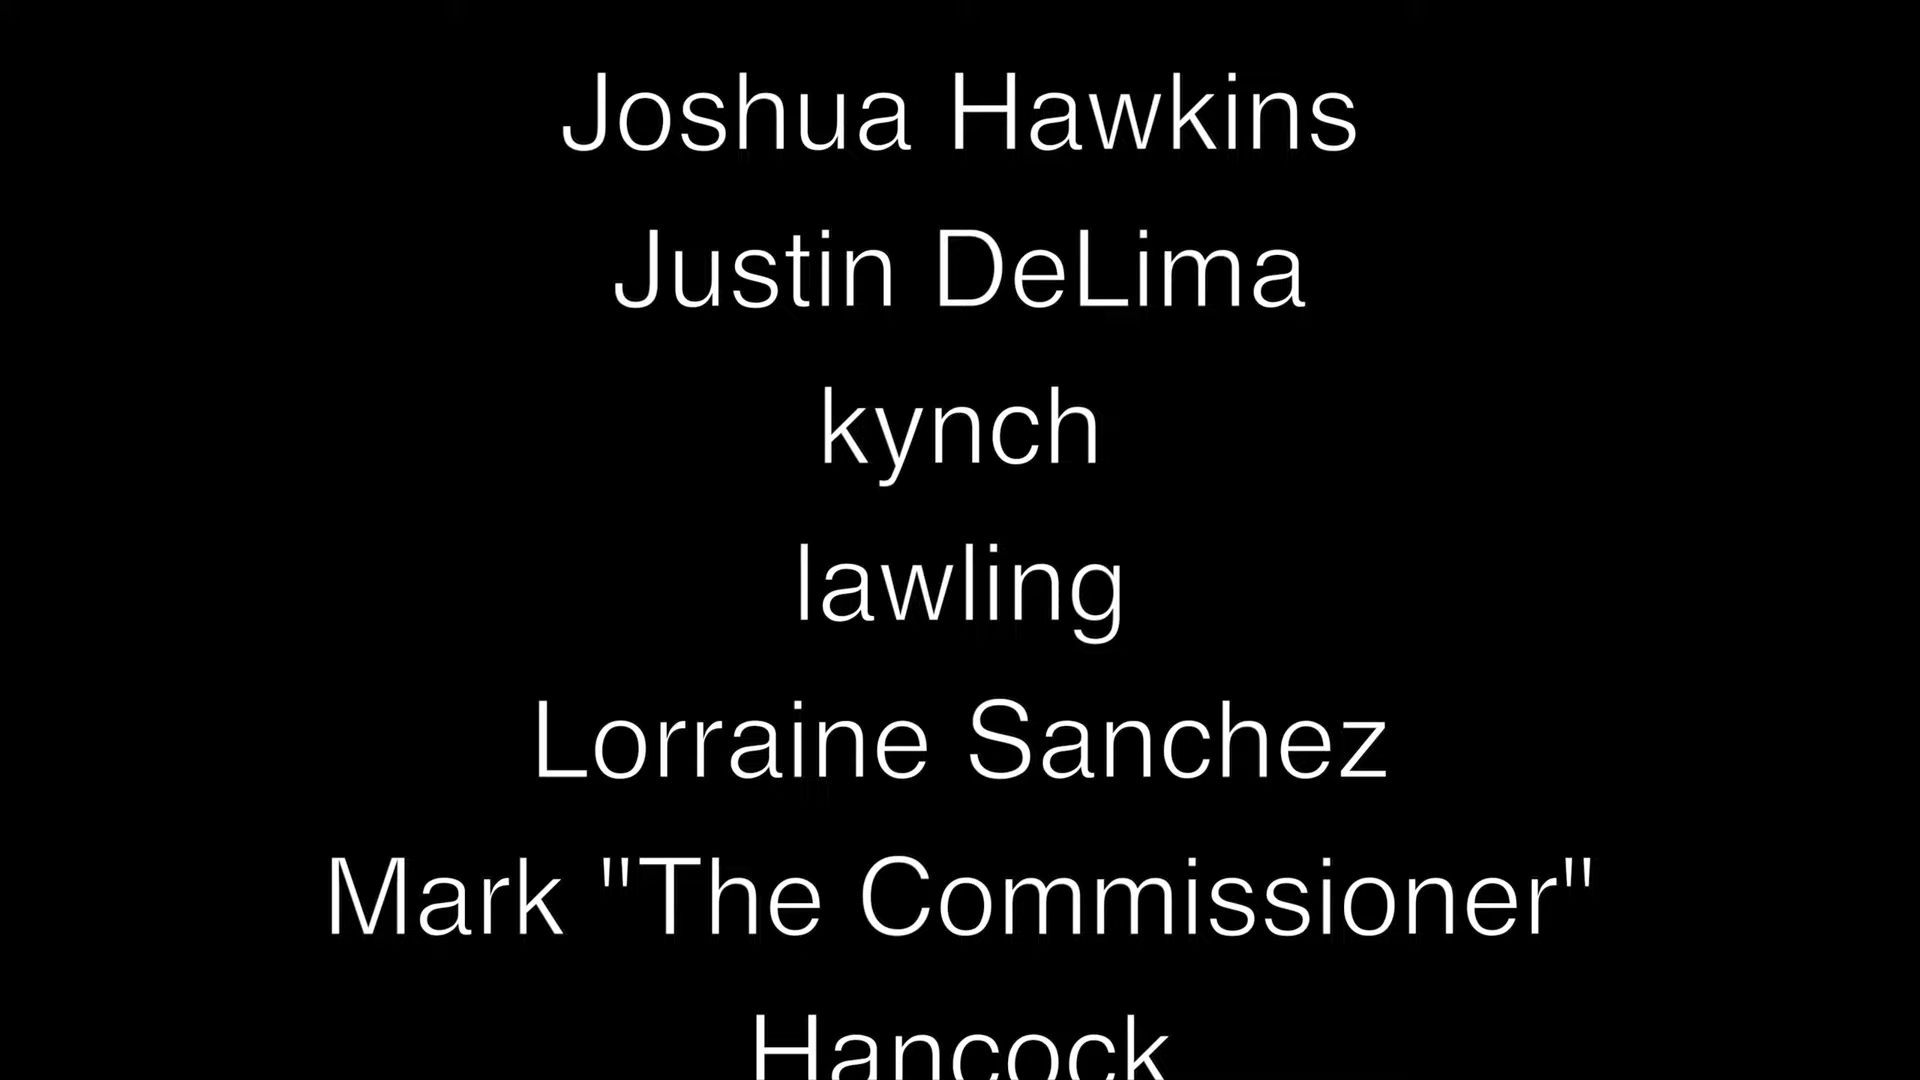 Joshua Hawkins
Justin DeLima
kynch
lawling
Lorraine Sanchez
Mark "The Commissioner"
Hancock